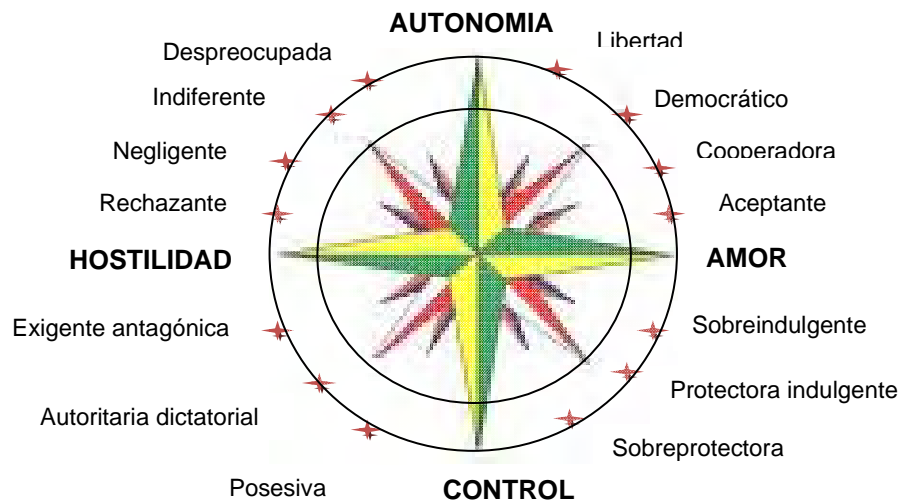 AUTONOMIA
Libertad
Despreocupada
Indiferente
Democrático
Negligente
Cooperadora
Rechazante
Aceptante
HOSTILIDAD
AMOR
Exigente antagónica
Sobreindulgente
Protectora indulgente
Autoritaria dictatorial
Sobreprotectora
Posesiva
CONTROL